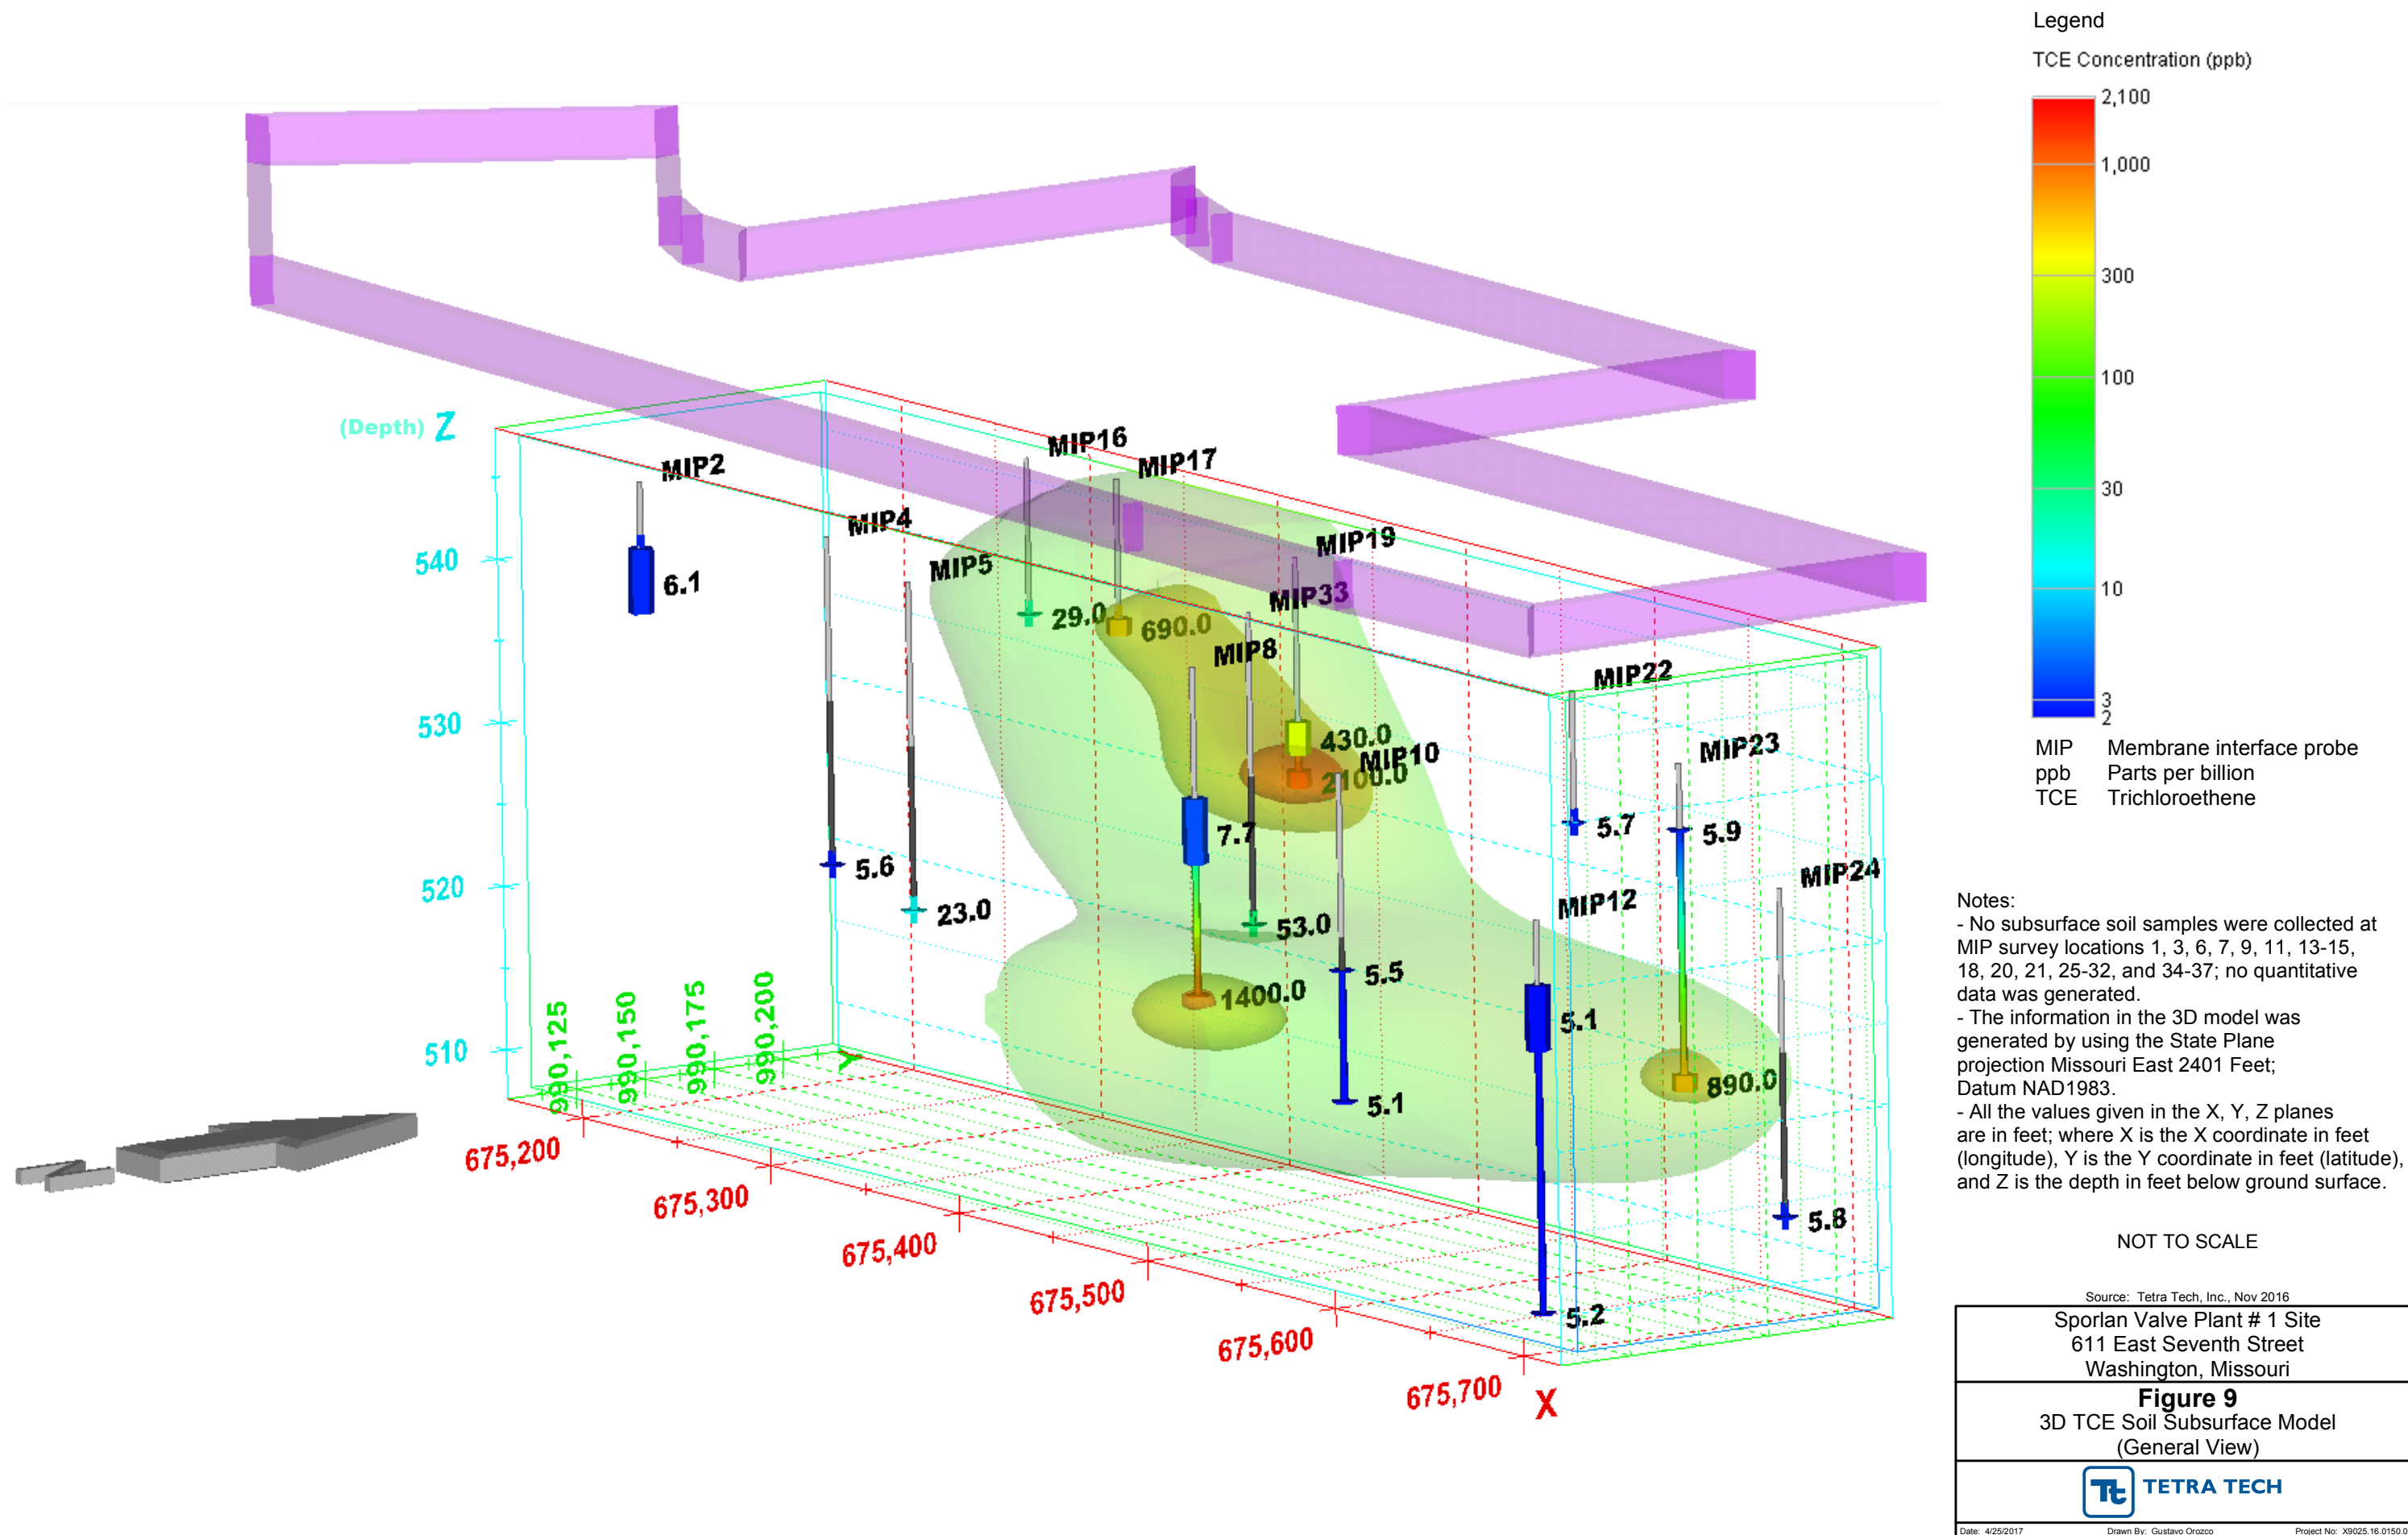 Legend
TCE Concentration (ppb)
2,100
1,000
300
100
30
10
3
2
MIP Membrane interface probe
ppb Parts per billion
TCE Trichloroethene
Notes:
- No subsurface soil samples were collected at
MIP survey locations 1, 3, 6, 7, 9, 11, 13-15,
18, 20, 21, 25-32, and 34-37; no quantitative
data was generated.
- The information in the 3D model was
generated by using the State Plane
projection Missouri East 2401 Feet;
Datum NAD1983.
- All the values given in the X, Y, Z planes
are in feet; where X is the X coordinate in feet
(longitude), Y is the Y coordinate in feet (latitude),
and Z is the depth in feet below ground surface.
NOT TO SCALE
Source: Tetra Tech, Inc., Nov 2016
Sporlan Valve Plant # 1 Site
611 East Seventh Street
Washington, Missouri
Figure 9
3D TCE Soil Subsurface Model
(General View)
Tt TETRA TECH
Date: 4/25/2017 Drawn By: Gustavo Orozco Project No: X9025.16.0150.0
(Depth) Z
540
530
520
510
990,125
990,150
990,175
990,200
Y
675,200
675,300
675,400
675,500
675,600
675,700
X
N
MIP2
6.1
MIP4
5.6
MIP5
23.0
MIP16
29.0
MIP17
690.0
MIP19
430.0
2100.0
MIP33
53.0
MIP8
7.7
1400.0
MIP10
5.5
5.1
MIP22
5.7
MIP23
5.9
890.0
MIP12
5.1
5.2
MIP24
5.8